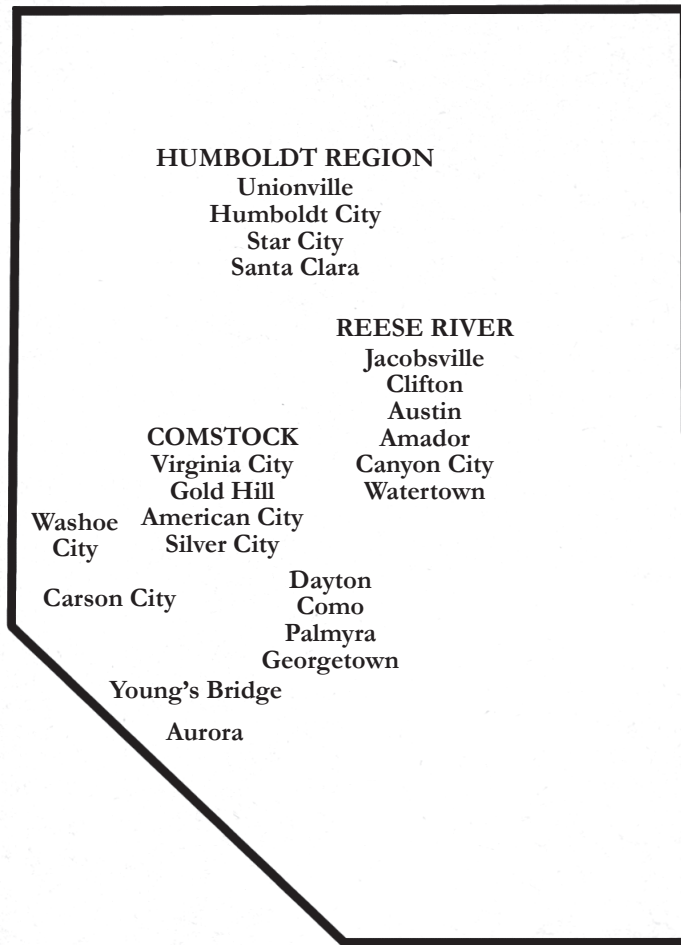 HUMBOLDT REGION
Unionville
Humboldt City
Star City
Santa Clara
REESE RIVER
Jacobsville
Clifton
Austin
Amador
Canyon City
Watertown
COMSTOCK
Virginia City
Gold Hill
American City
Silver City
Washoe
City
Carson City
Dayton
Como
Palmyra
Georgetown
Young's Bridge
Aurora